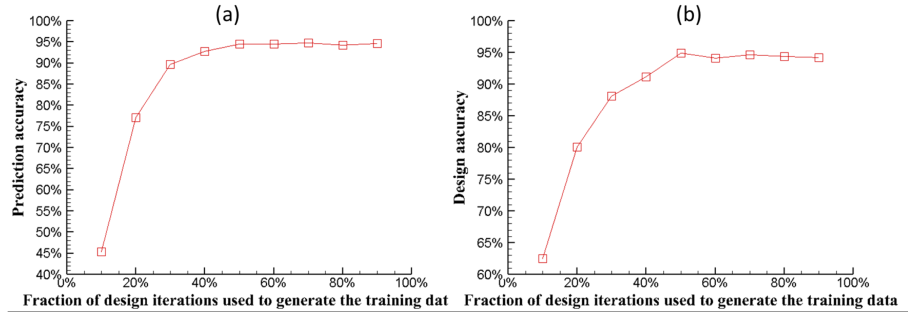 (a)
100%
95%
90%
85%
80%
75%
70%
65%
60%
55%
50%
45%
40%
Prediction accuracy
0% 20% 40% 60% 80% 100%
Fraction of design iterations used to generate the training dat
(b)
100%
95%
90%
85%
80%
75%
70%
65%
60%
Design aacuracy
0% 20% 40% 60% 80% 100%
Fraction of design iterations used to generate the training data